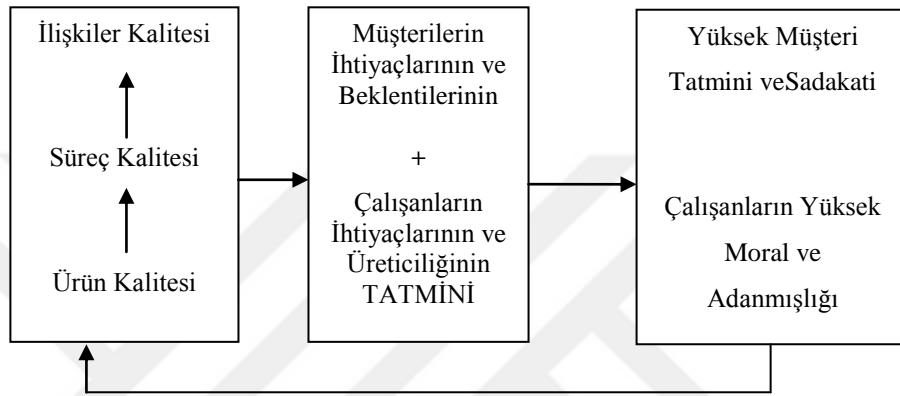 İlişkiler Kalitesi
Süreç Kalitesi
Ürün Kalitesi
Müşterilerin
İhtiyaçlarının ve
Beklentilerinin
+
Çalışanların
İhtiyaçlarının ve
Üreticiliğinin
TATMİNİ
Yüksek Müşteri
Tatmini veSadakati
Çalışanların Yüksek
Moral ve
Adanmışlığı